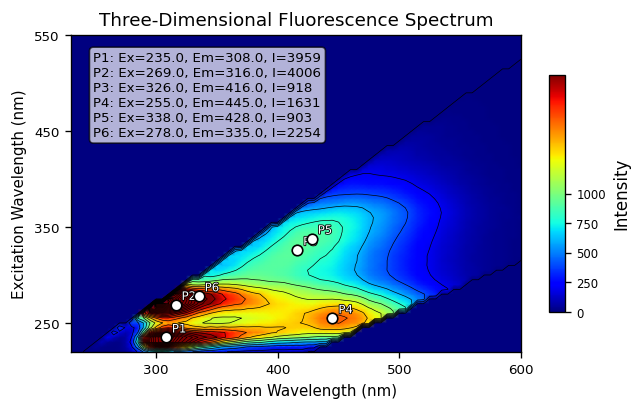 Three-Dimensional Fluorescence Spectrum
P1: Ex=235.0, Em=308.0, I=3959
P2: Ex=269.0, Em=316.0, I=4006
P3: Ex=326.0, Em=416.0, I=918
P4: Ex=255.0, Em=445.0, I=1631
P5: Ex=338.0, Em=428.0, I=903
P6: Ex=278.0, Em=335.0, I=2254
550
450
350
250
Excitation Wavelength (nm)
P5
P6
P2
P4
P1
300
400
500
600
Emission Wavelength (nm)
1000
750
500
250
0
Intensity